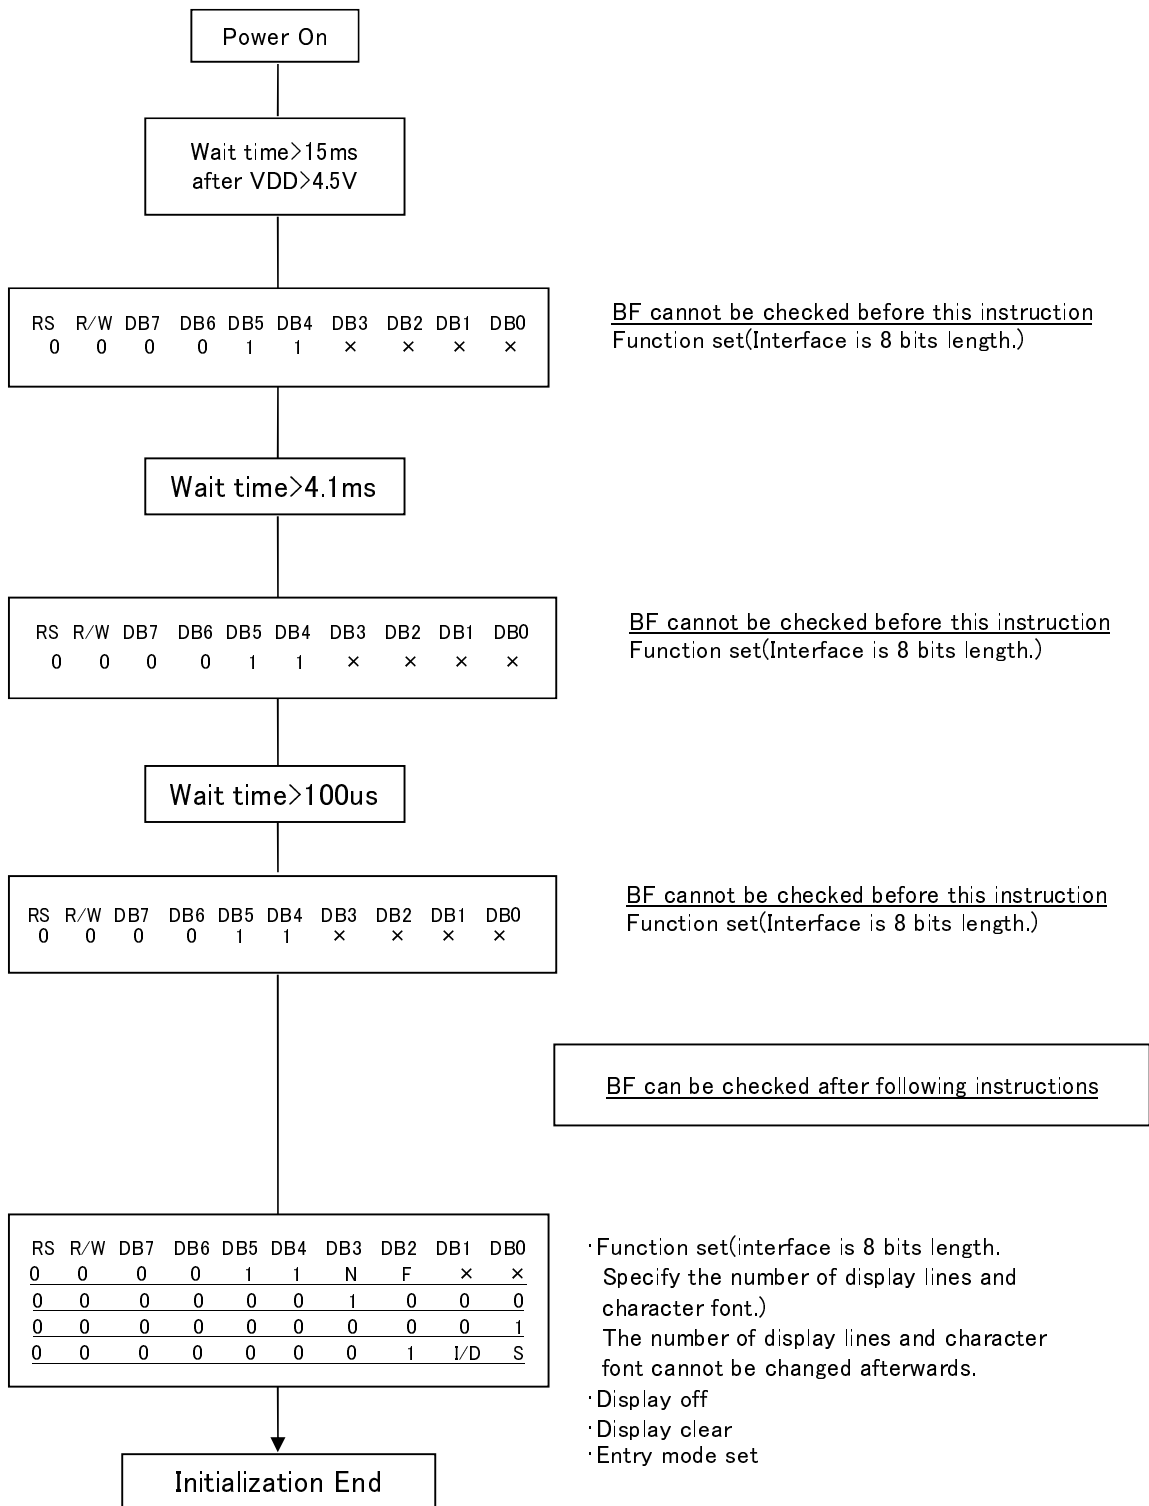 Power On
Wait time>15ms
after VDD>4.5V
RS R/W DB7 DB6 DB5 DB4 DB3 DB2 DB1 DB0
0 0 0 0 1 1 × × × ×
BF cannot be checked before this instruction
Function set(Interface is 8 bits length.)
Wait time>4.1ms
RS R/W DB7 DB6 DB5 DB4 DB3 DB2 DB1 DB0
0 0 0 0 1 1 × × × ×
BF cannot be checked before this instruction
Function set(Interface is 8 bits length.)
Wait time>100us
RS R/W DB7 DB6 DB5 DB4 DB3 DB2 DB1 DB0
0 0 0 0 1 1 × × × ×
BF cannot be checked before this instruction
Function set(Interface is 8 bits length.)
BF can be checked after following instructions
RS R/W DB7 DB6 DB5 DB4 DB3 DB2 DB1 DB0
0 0 0 0 1 1 N F × ×
0 0 0 0 0 0 1 0 0 0
0 0 0 0 0 0 0 0 0 1
0 0 0 0 0 0 0 1 I/D S
·Function set(interface is 8 bits length.
Specify the number of display lines and
character font.)
The number of display lines and character
font cannot be changed afterwards.
·Display off
·Display clear
·Entry mode set
Initialization End